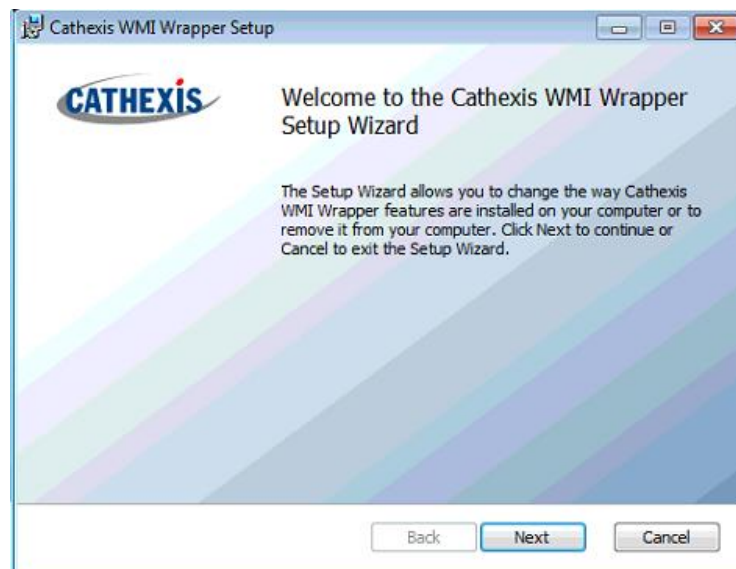 Cathexis WMI Wrapper Setup
CATHEXIS
Welcome to the Cathexis WMI Wrapper
Setup Wizard
The Setup Wizard allows you to change the way Cathexis
WMI Wrapper features are installed on your computer or to
remove it from your computer. Click Next to continue or
Cancel to exit the Setup Wizard.
Back Next Cancel